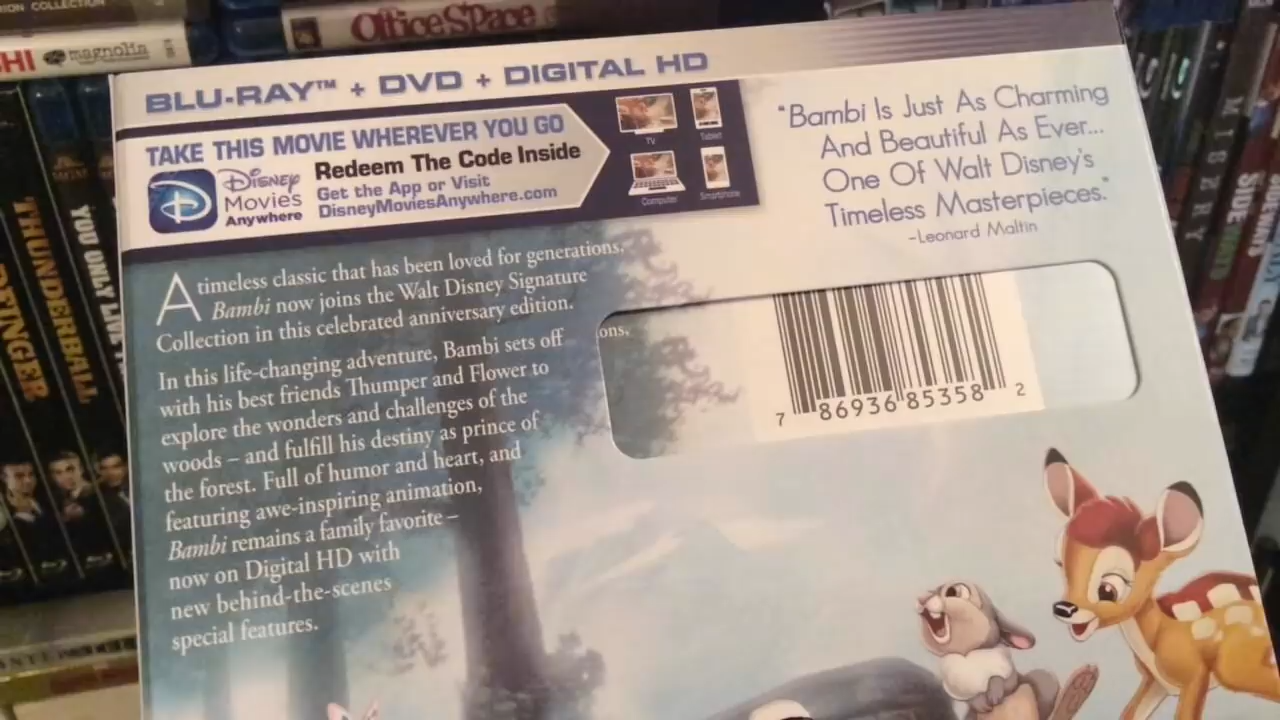 ION COLLECTION
HI magnolia
Office Space
BLU-RAY™ + DVD + DIGITAL HD
TAKE THIS MOVIE WHEREVER YOU GO
Redeem The Code Inside
Disney
Movies
Anywhere
Get the App or Visit
DisneyMoviesAnywhere.com
TV
Tablet
Computer
Smartphone
"Bambi Is Just As Charming
And Beautiful As Ever...
One Of Walt Disney's
Timeless Masterpieces."
–Leonard Maltin
A timeless classic that has been loved for generations,
Bambi now joins the Walt Disney Signature
Collection in this celebrated anniversary edition.
ons,
In this life-changing adventure, Bambi sets off
with his best friends Thumper and Flower to
explore the wonders and challenges of the
woods – and fulfill his destiny as prince of
the forest. Full of humor and heart, and
featuring awe-inspiring animation,
Bambi remains a family favorite –
now on Digital HD with
new behind-the-scenes
special features.
7 86936 85358 2
THUNDERBALL
YOU ONLY LIVE
MISERY
SIDE